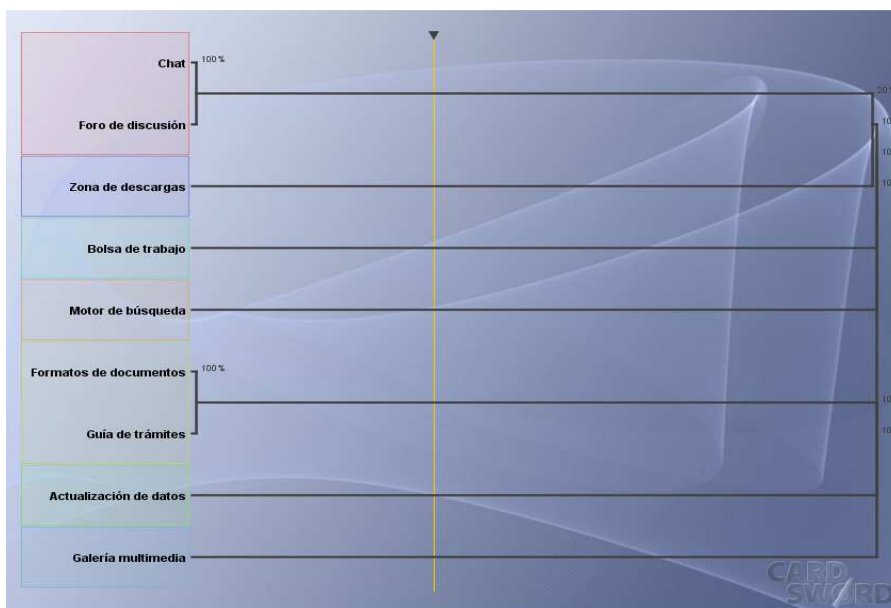 Chat
100%
Foro de discusión
Zona de descargas
Bolsa de trabajo
Motor de búsqueda
Formatos de documentos
100%
Guía de trámites
Actualización de datos
Galería multimedia
CARD
SWORD